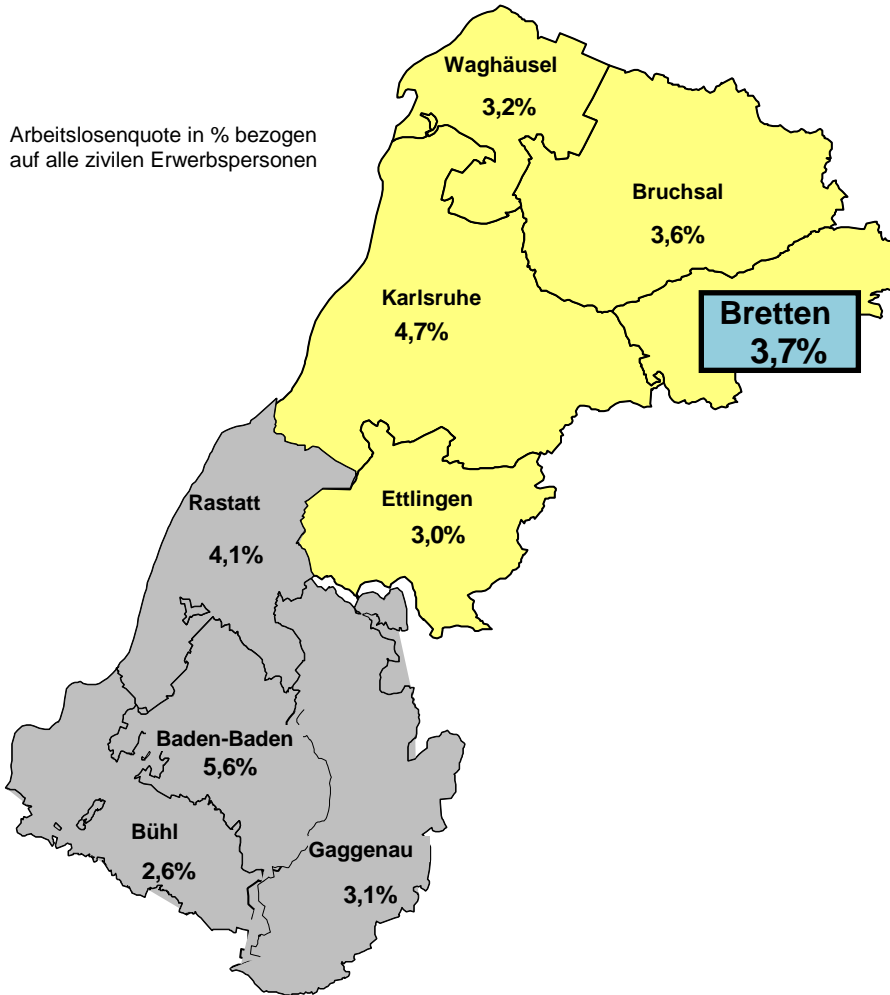 Waghäusel
3,2%
Arbeitslosenquote in % bezogen
auf alle zivilen Erwerbspersonen
Bruchsal
3,6%
Karlsruhe
4,7%
Bretten
3,7%
Rastatt
4,1%
Ettlingen
3,0%
Baden-Baden
5,6%
Bühl
2,6%
Gaggenau
3,1%